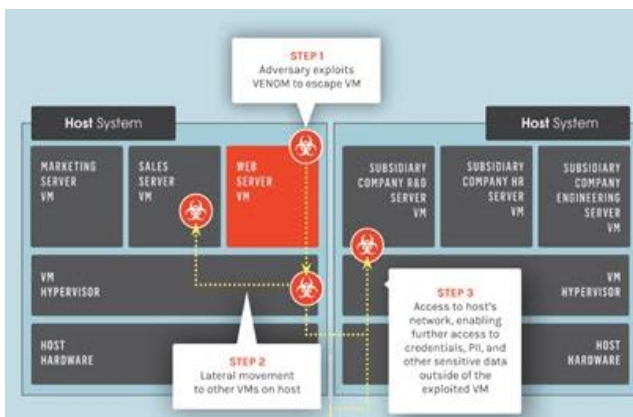 STEP 1
Adversary exploits
VENOM to escape VM
Host System
Host System
MARKETING
SERVER
VM
SALES
SERVER
VM
WEB
SERVER
VM
SUBSIDIARY
COMPANY R&D
SERVER
VM
SUBSIDIARY
COMPANY HR
SERVER
VM
SUBSIDIARY
COMPANY
ENGINEERING
SERVER
VM
VM
HYPERVISOR
VM
HYPERVISOR
HOST
HARDWARE
STEP 2
Lateral movement
to other VMs on host
STEP 3
Access to host's
network, enabling
further access to
credentials, PII, and
other sensitive data
outside of the
exploited VM
HOST
HARDWARE